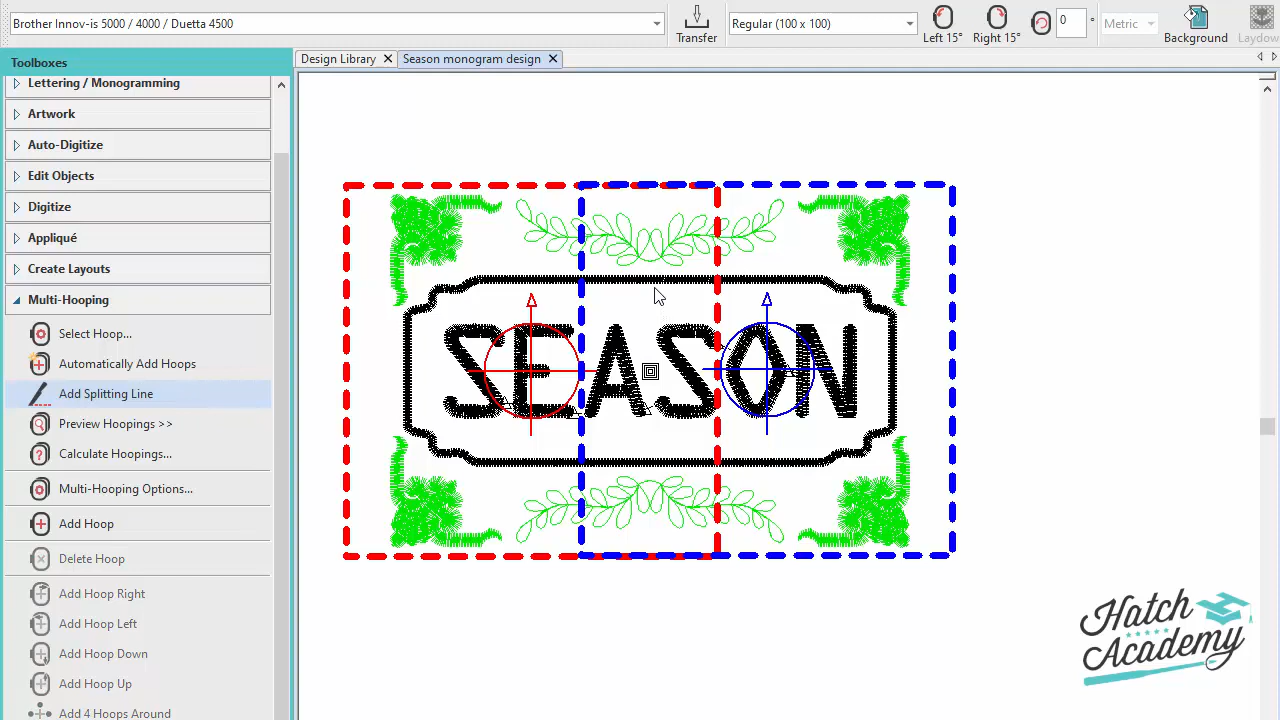 Brother Innov-is 5000 / 4000 / Duetta 4500
Transfer
Regular (100 x 100)
Left 15°
Right 15°
0
°
Metric
Background
Laydow
Toolboxes
Design Library
Season monogram design
Lettering / Monogramming
Artwork
Auto-Digitize
Edit Objects
Digitize
Appliqué
Create Layouts
Multi-Hooping
Select Hoop...
Automatically Add Hoops
Add Splitting Line
Preview Hoopings >>
Calculate Hoopings...
Multi-Hooping Options...
Add Hoop
Delete Hoop
Add Hoop Right
Add Hoop Left
Add Hoop Down
Add Hoop Up
Add 4 Hoops Around
SEASON
Hatch
Academy